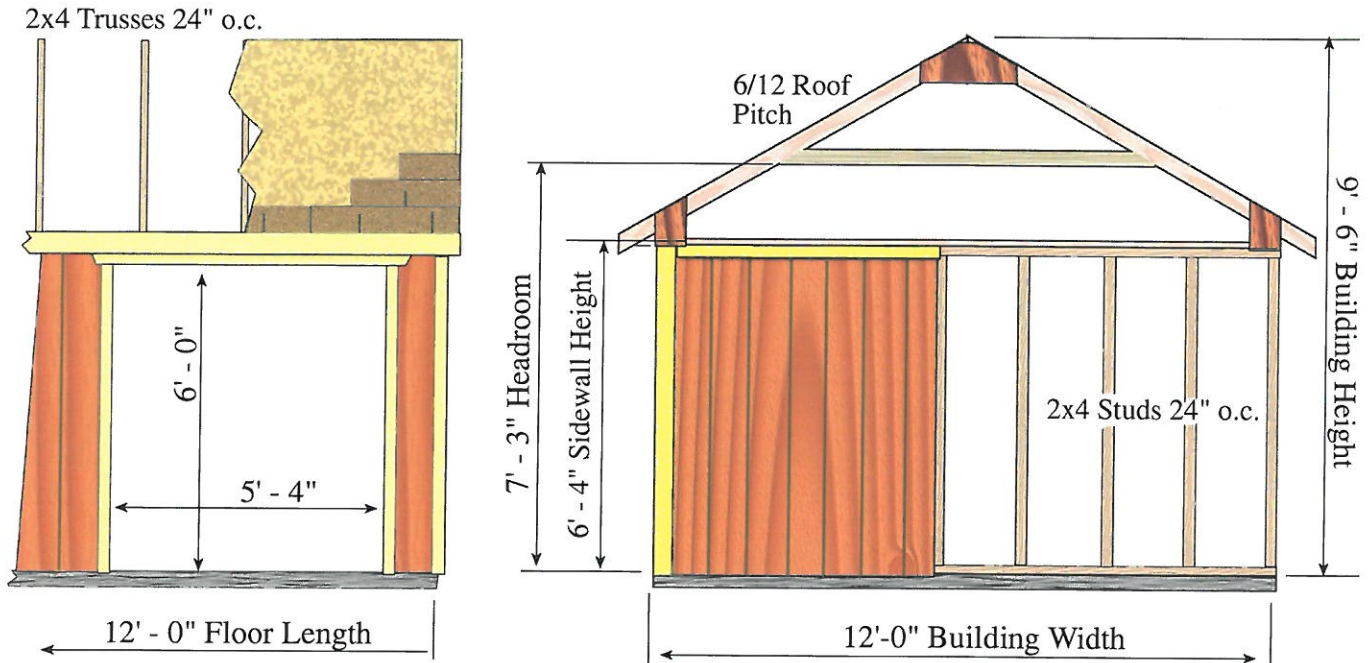 2x4 Trusses 24" o.c.
6'-0"
5'-4"
12'-0" Floor Length
6/12 Roof
Pitch
7'-3" Headroom
6'-4" Sidewall Height
2x4 Studs 24" o.c.
9'-6" Building Height
12'-0" Building Width